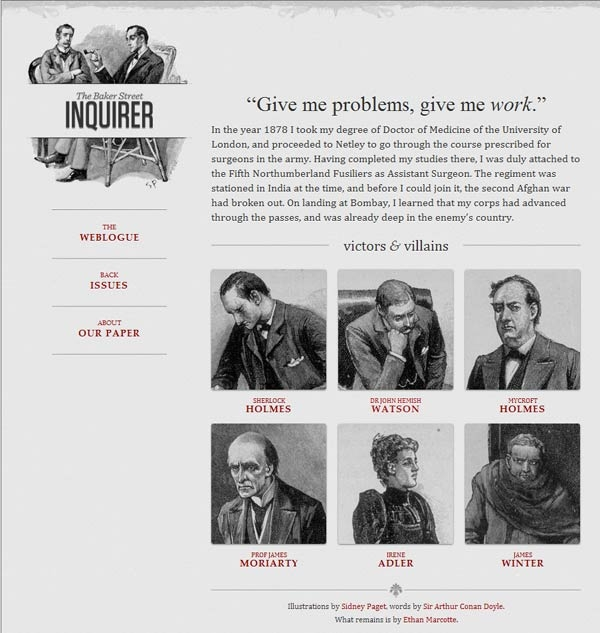 The Baker Street
INQUIRER
THE
WEBLOGUE
BACK
ISSUES
ABOUT
OUR PAPER
“Give me problems, give me work.”
In the year 1878 I took my degree of Doctor of Medicine of the University of
London, and proceeded to Netley to go through the course prescribed for
surgeons in the army. Having completed my studies there, I was duly attached to
the Fifth Northumberland Fusiliers as Assistant Surgeon. The regiment was
stationed in India at the time, and before I could join it, the second Afghan war
had broken out. On landing at Bombay, I learned that my corps had advanced
through the passes, and was already deep in the enemy’s country.
victors & villains
SHERLOCK
HOLMES
DR JOHN HEMISH
WATSON
MYCROFT
HOLMES
PROF JAMES
MORIARTY
IRENE
ADLER
JAMES
WINTER
Illustrations by Sidney Paget, words by Sir Arthur Conan Doyle.
What remains is by Ethan Marcotte.